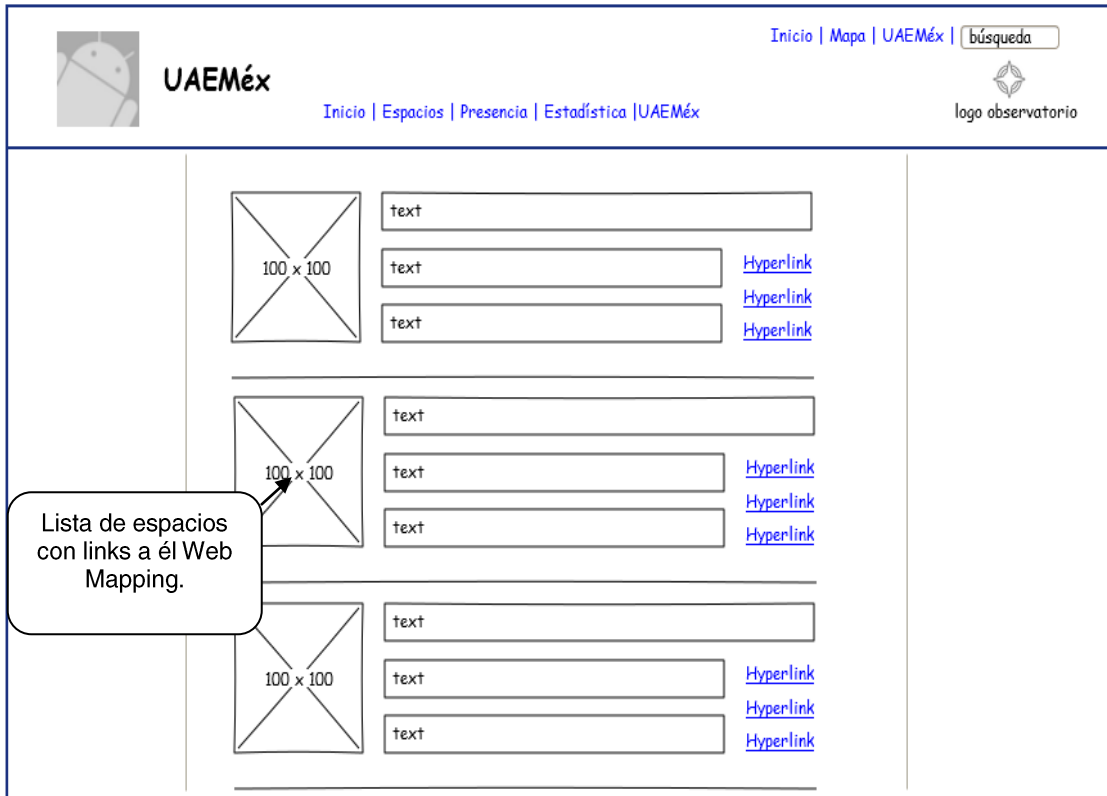 Inicio | Mapa | UAEMéx | búsqueda
UAEMéx
logo observatorio
Inicio | Espacios | Presencia | Estadística |UAEMéx
100 x 100
text
text
text
Hyperlink
Hyperlink
Hyperlink
100 x 100
text
text
text
Hyperlink
Hyperlink
Hyperlink
Lista de espacios
con links a él Web
Mapping.
100 x 100
text
text
text
Hyperlink
Hyperlink
Hyperlink